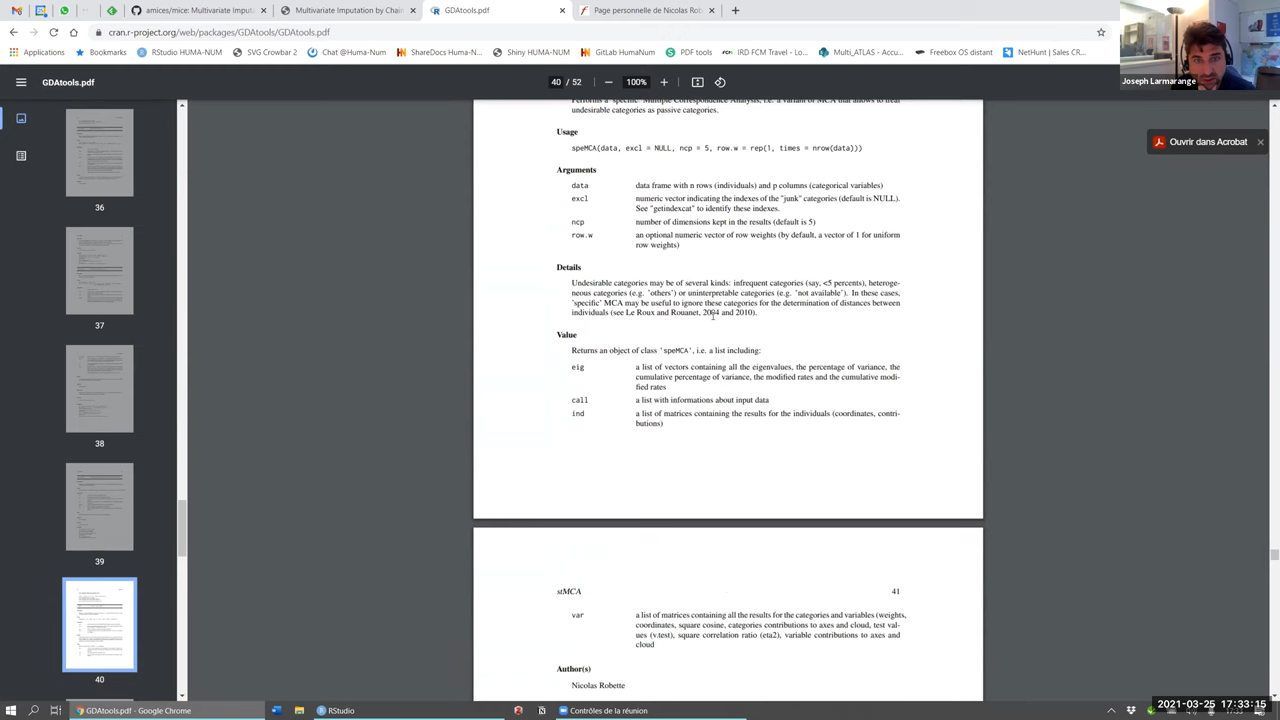 amices/mice: Multivariate Imputa
Multivariate Imputation by Chain
GDAtools.pdf
Page personnelle de Nicolas Rob
cran.r-project.org/web/packages/GDAtools/GDAtools.pdf
Applications
Bookmarks
RStudio HUMA-NUM
SVG Crowbar 2
Chat @Huma-Num
ShareDocs Huma-N...
Shiny HUMA-NUM
GitLab HumaNum
PDF tools
IRD FCM Travel - Lo...
Multi_ATLAS - Accu...
Freebox OS distant
NetHunt | Sales CR...
Joseph Larmarange
GDAtools.pdf
40 / 52
100%
Ouvrir dans Acrobat
36
37
38
39
40
Performs a 'specific' Multiple Correspondence Analysis, i.e. a variant of MCA that allows to treat
undesirable categories as passive categories.
Usage
speMCA(data, excl = NULL, ncp = 5, row.w = rep(1, times = nrow(data)))
Arguments
data data frame with n rows (individuals) and p columns (categorical variables)
excl numeric vector indicating the indexes of the "junk" categories (default is NULL).
See "getindexcat" to identify these indexes.
ncp number of dimensions kept in the results (default is 5)
row.w an optional numeric vector of row weights (by default, a vector of 1 for uniform
row weights)
Details
Undesirable categories may be of several kinds: infrequent categories (say, <5 percents), heteroge-
neous categories (e.g. 'others') or uninterpretable categories (e.g. 'not available'). In these cases,
'specific' MCA may be useful to ignore these categories for the determination of distances between
individuals (see Le Roux and Rouanet, 2004 and 2010).
Value
Returns an object of class 'speMCA', i.e. a list including:
eig a list of vectors containing all the eigenvalues, the percentage of variance, the
cumulative percentage of variance, the modified rates and the cumulative modi-
fied rates
call a list with informations about input data
ind a list of matrices containing the results for the individuals (coordinates, contri-
butions)
stMCA 41
var a list of matrices containing all the results for the categories and variables (weights,
coordinates, square cosine, categories contributions to axes and cloud, test val-
ues (v.test), square correlation ratio (eta2), variable contributions to axes and
cloud
Author(s)
Nicolas Robette
GDAtools.pdf - Google Chrome
RStudio
Contrôles de la réunion
2021-03-25 17:33:15